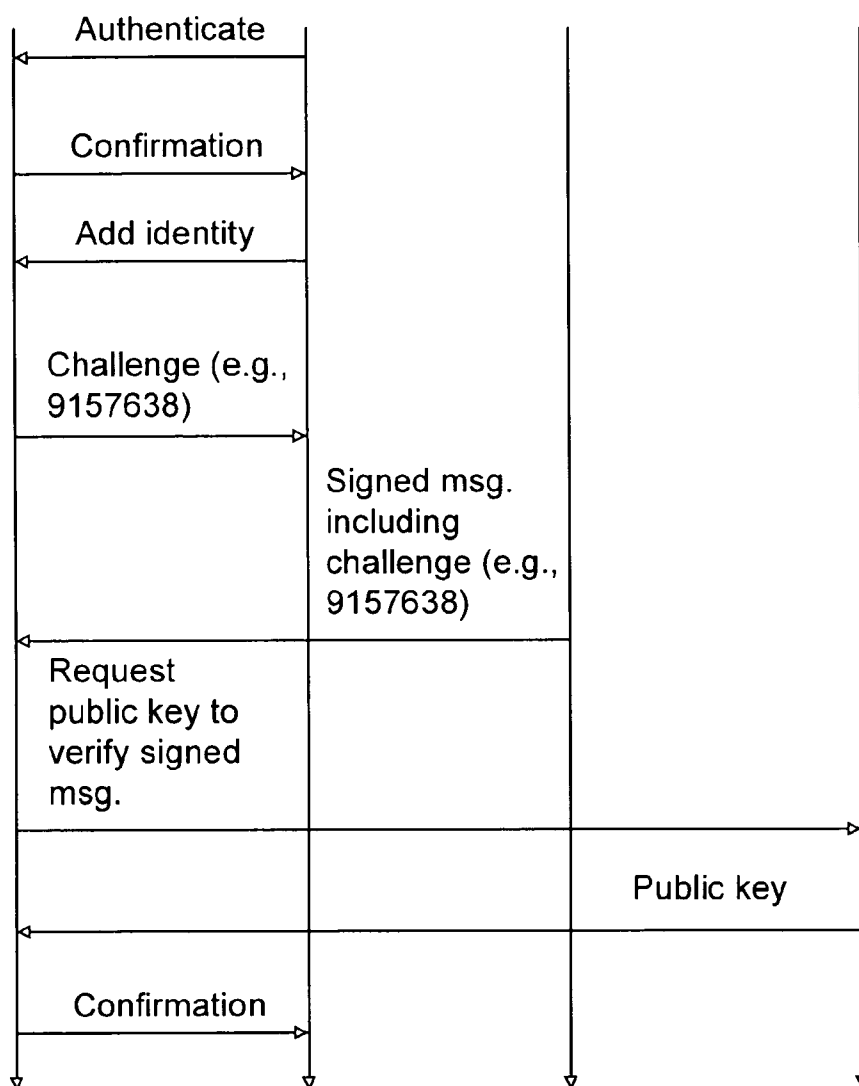 Authenticate
Confirmation
Add identity
Challenge (e.g.,
9157638)
Signed msg.
including
challenge (e.g.,
9157638)
Request
public key to
verify signed
msg.
Public key
Confirmation